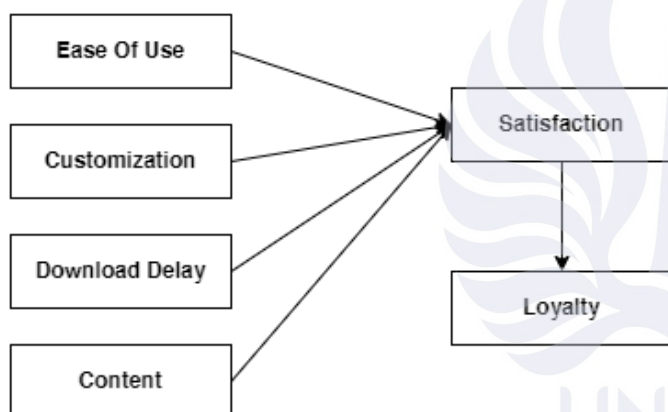 Ease Of Use
Satisfaction
Customization
Download Delay
Loyalty
Content